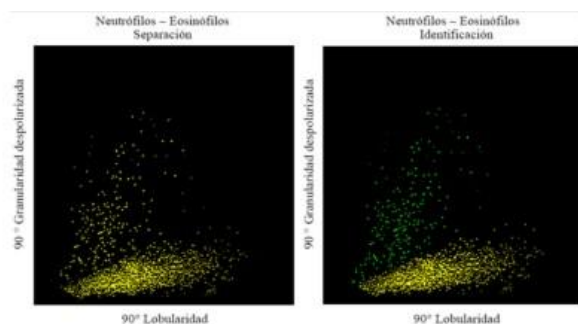 Neutrófilos – Eosinófilos
Separación
90 ° Granularidad despolarizada
90° Lobularidad
Neutrófilos – Eosinófilos
Identificación
90 ° Granularidad despolarizada
90° Lobularidad